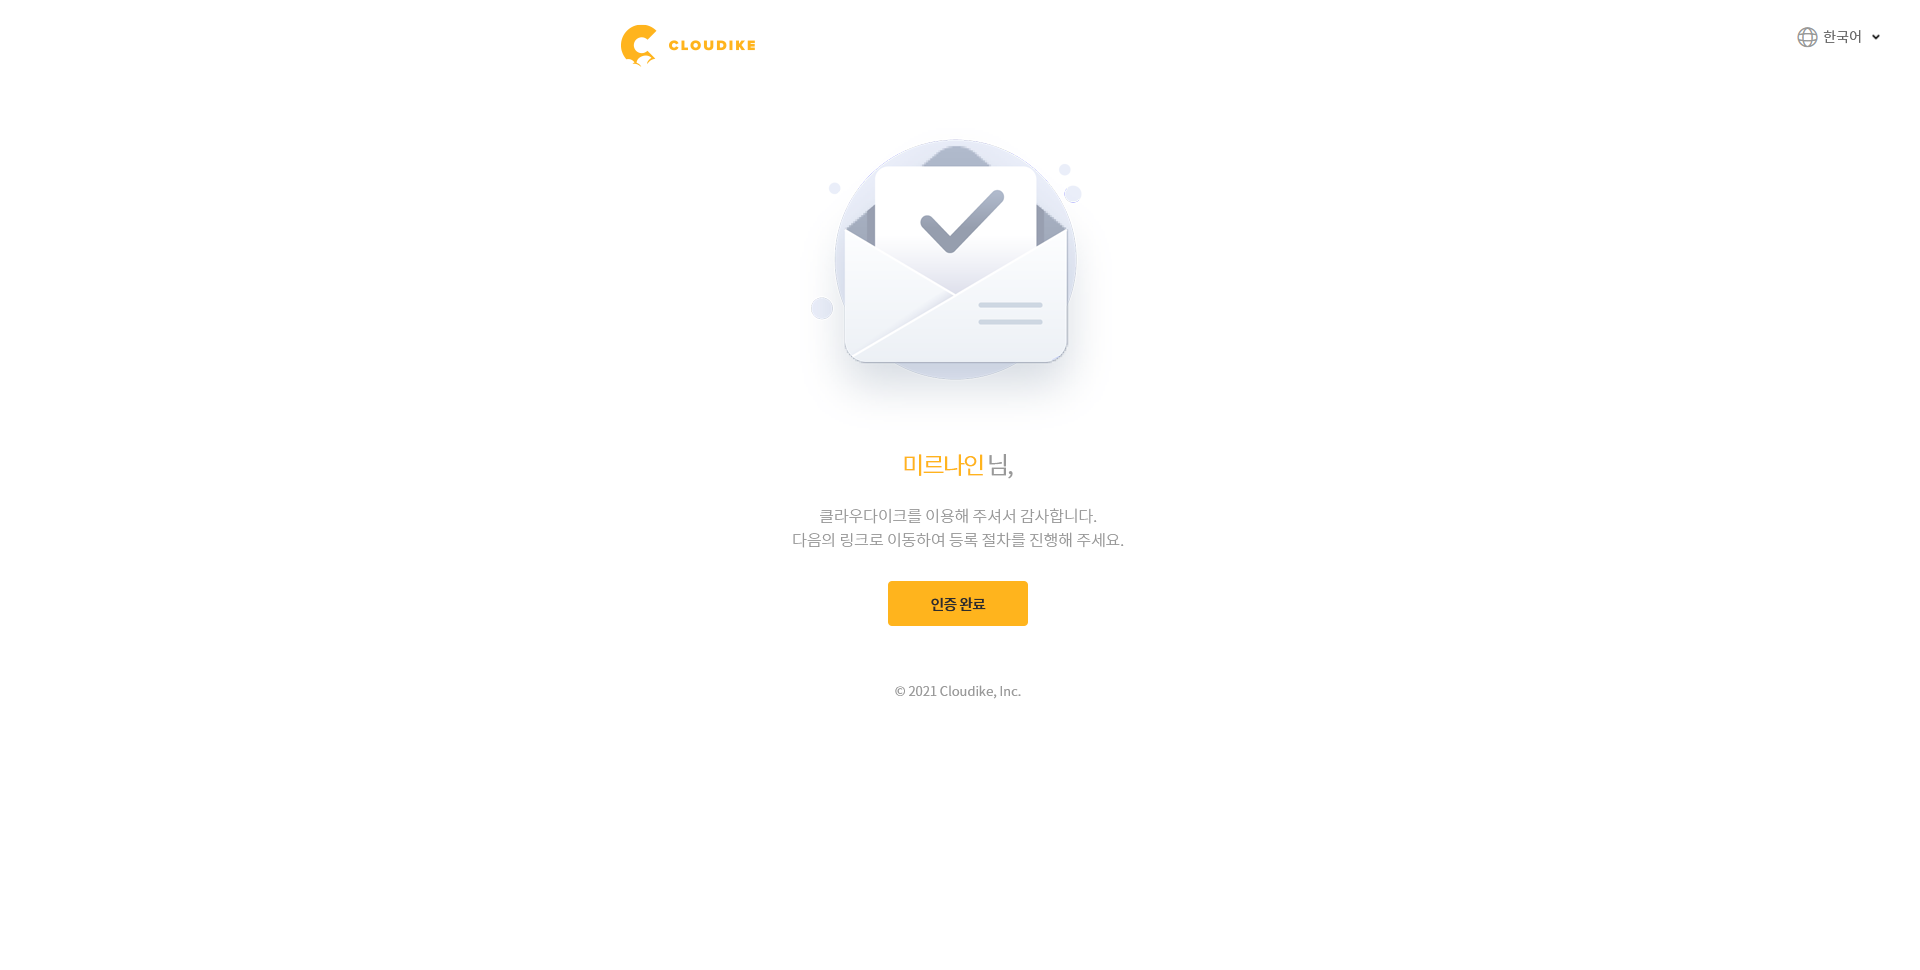 CLOUDIKE
한국어
미르나인 님,
클라우다이크를 이용해 주셔서 감사합니다.
다음의 링크로 이동하여 등록 절차를 진행해 주세요.
인증 완료
© 2021 Cloudike, Inc.